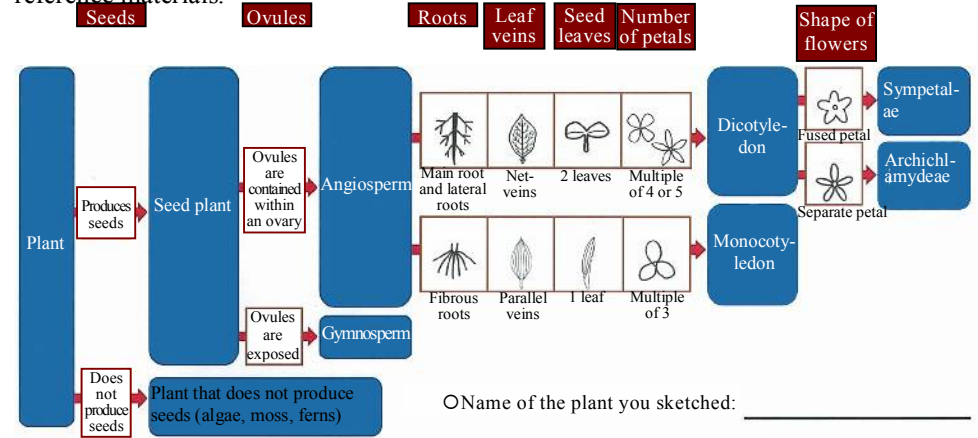 reference materials.
Seeds
Ovules
Roots
Leaf
veins
Seed
leaves
Number
of petals
Shape of
flowers
Plant
Produces
seeds
Seed plant
Ovules
are
contained
within
an ovary
Angiosperm
Main root
and lateral
roots
Net-
veins
2 leaves
Multiple
of 4 or 5
Dicotyle-
don
Fused petal
Sympetal-
ae
Separate petal
Archichl-
amydeae
Fibrous
roots
Parallel
veins
1 leaf
Multiple
of 3
Monocoty-
ledon
Ovules
are
exposed
Gymnosperm
Does
not
produce
seeds
Plant that does not produce
seeds (algae, moss, ferns)
○Name of the plant you sketched: